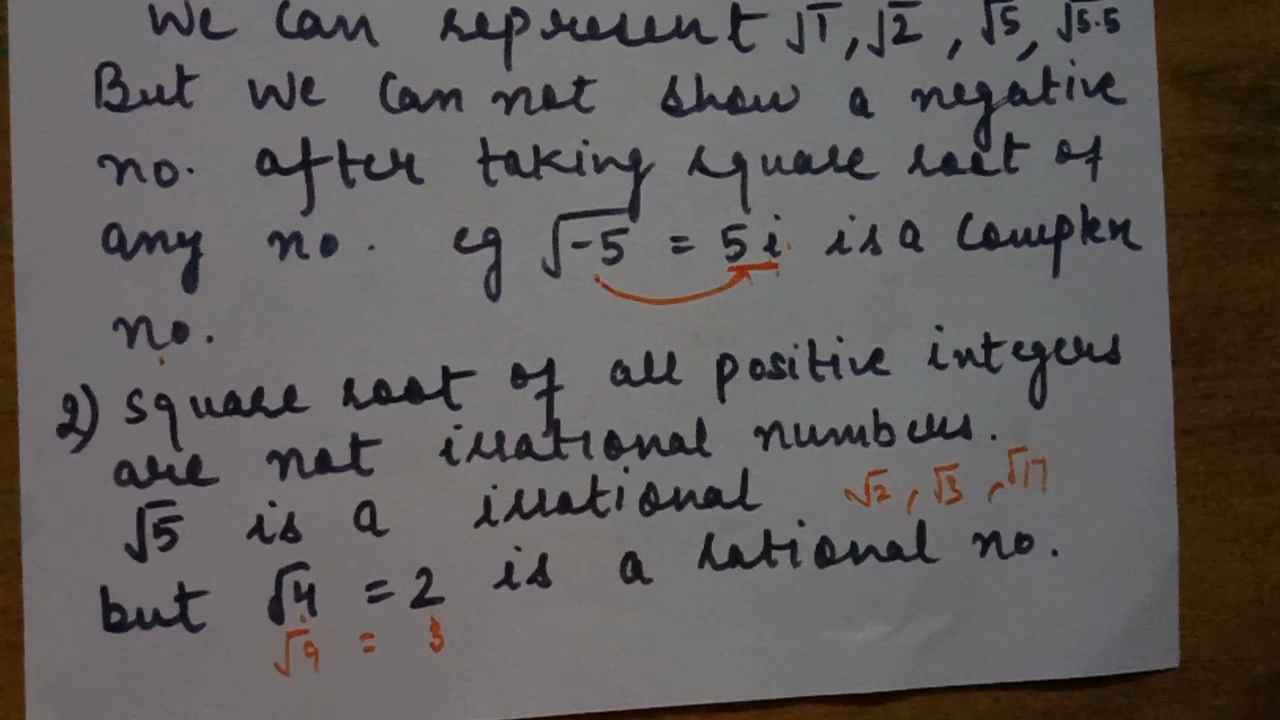 We can represent √1, √2, √5, √5.5
But we can not show a negative
no. after taking square root of
any no. eg √-5 = 5i is a complex
no.
2) square root of all positive integers
are not irrational numbers.
√5 is a irrational √2, √3, √17
but √4 = 2 is a rational no.
√9 = 3